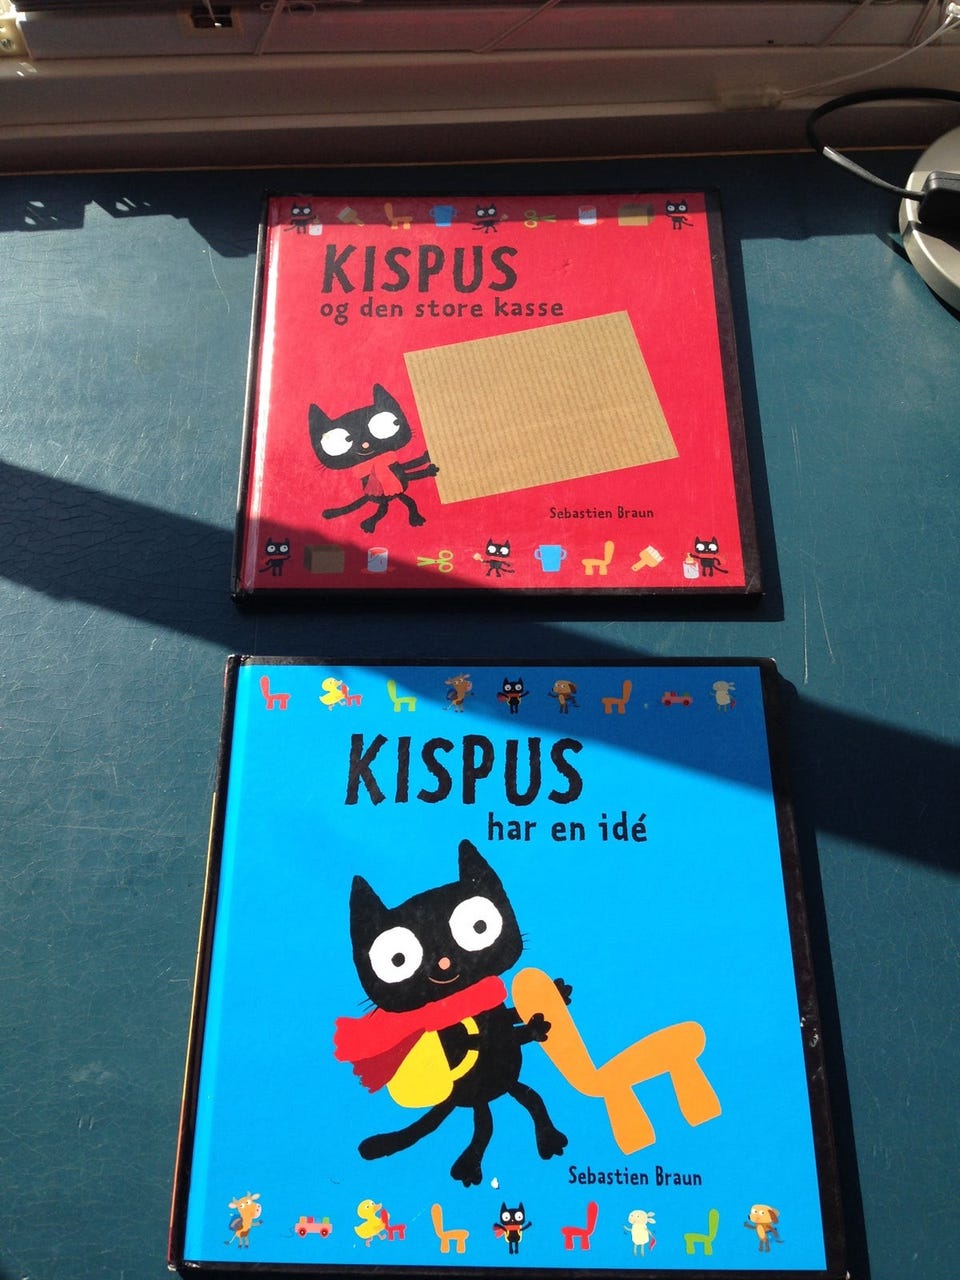 KISPUS
og den store kasse
Sebastien Braun
KISPUS
har en idé
Sebastien Braun